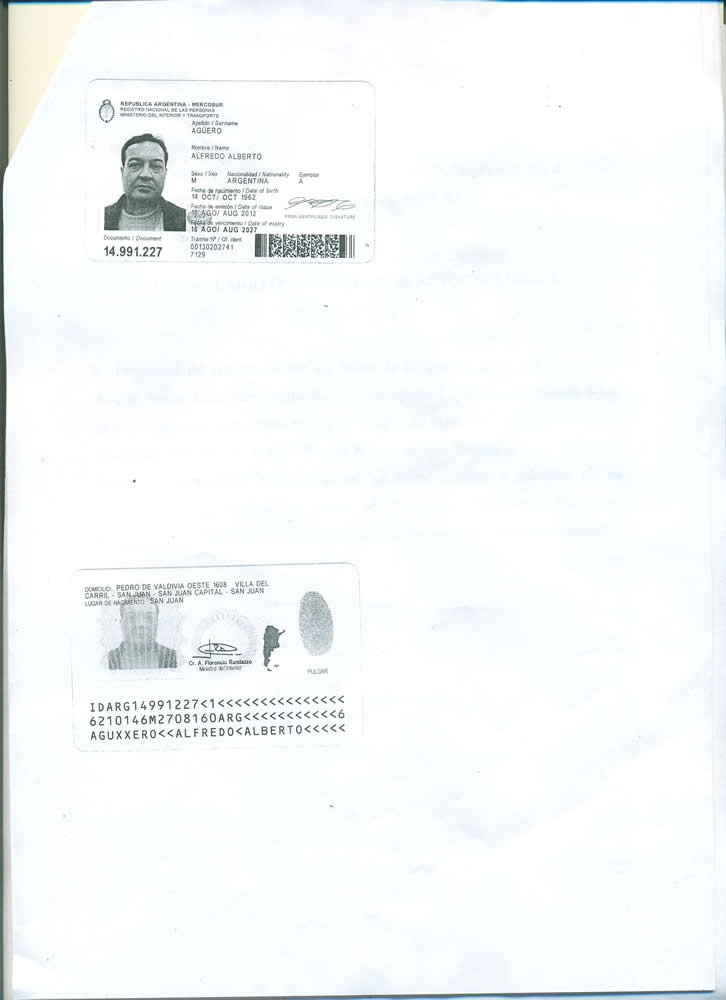 REPUBLICA ARGENTINA - MERCOSUR
REGISTRO NACIONAL DE LAS PERSONAS
MINISTERIO DEL INTERIOR Y TRANSPORTE
Apellido / Surname
AGÜERO
Nombre / Name
ALFREDO ALBERTO
Sexo / Sex Nacionalidad / Nationality Ejemplar
M ARGENTINA A
Fecha de nacimiento / Date of birth
14 OCT/ OCT 1962
Fecha de emisión / Date of issue
16 AGO/ AUG 2012
FIRMA IDENTIFICADO/ SIGNATURE
Fecha de vencimiento / Date of expiry
16 AGO/ AUG 2027
Documento / Document
14.991.227
Trámite Nº / Of. ident.
00130202741
7129
DOMICILIO: PEDRO DE VALDIVIA OESTE 1608 VILLA DEL
CARRIL - SAN JUAN - SAN JUAN CAPITAL - SAN JUAN
LUGAR DE NACIMIENTO: SAN JUAN
Cr. A. Florencio Randazzo
Ministro del Interior
PULGAR
IDARG14991227<1<<<<<<<<<<<<<<<
6210146M2708160ARG<<<<<<<<<<<6
AGUXXERO<<ALFREDO<ALBERTO<<<<<